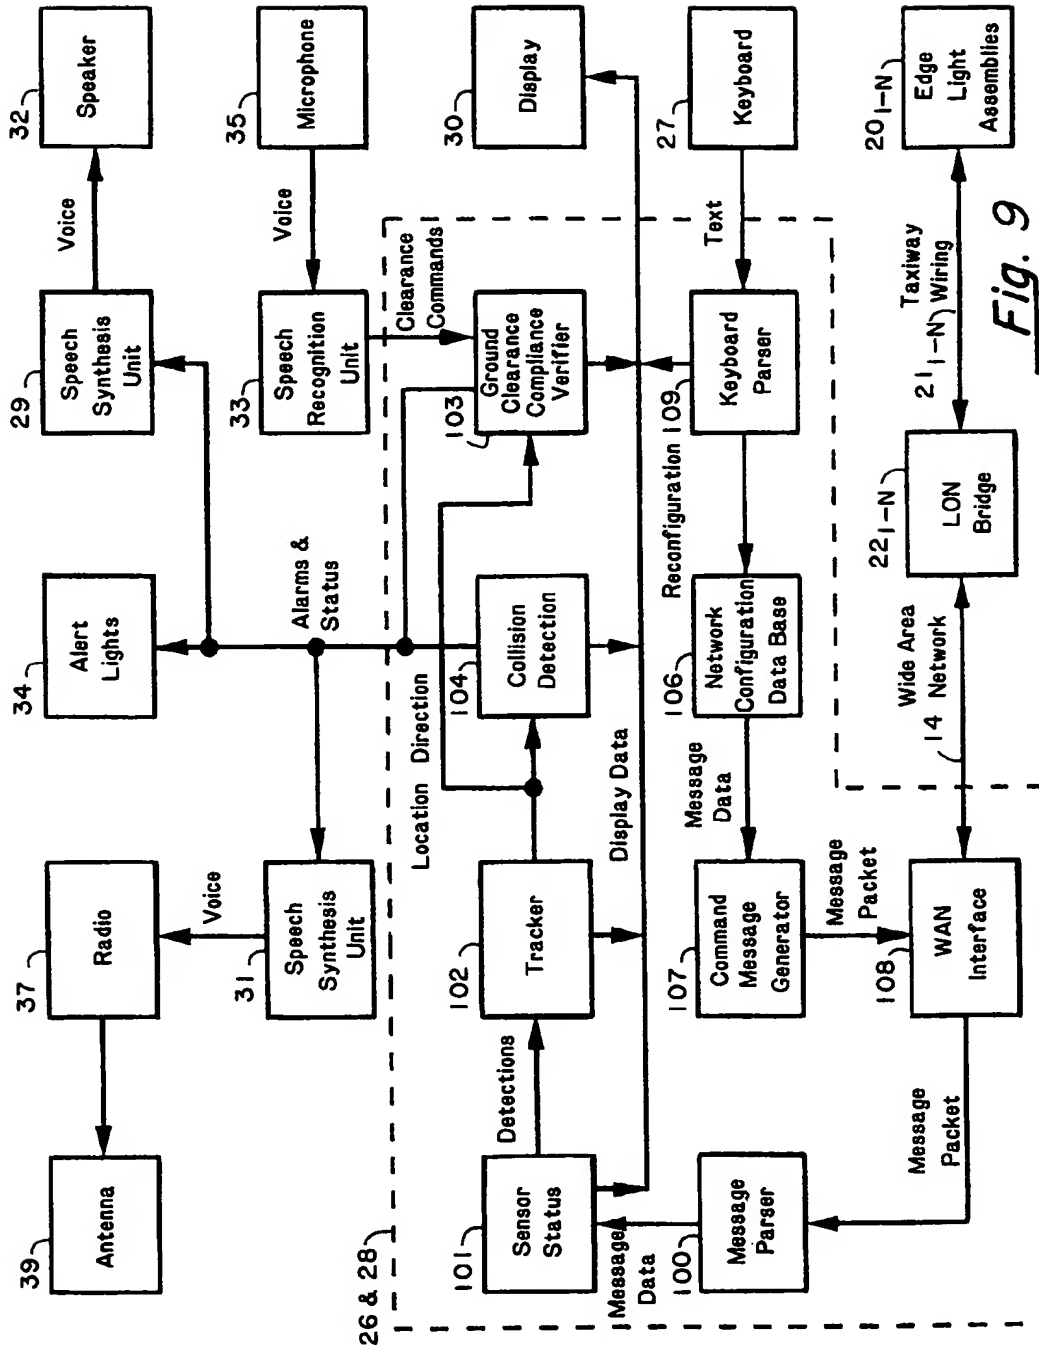 39
Antenna
37
Radio
34
Alert
Lights
29
Speech
Synthesis
Unit
Voice
32
Speaker
Voice
31
Speech
Synthesis
Unit
Alarms &
Status
33
Speech
Recognition
Unit
Voice
35
Microphone
26 & 28
Location Direction
Clearance
Commands
101
Sensor
Status
Detections
102
Tracker
104
Collision
Detection
103
Ground
Clearance
Compliance
Verifier
30
Display
Message
Data
Display Data
100
Message
Parser
107
Command
Message
Generator
Message
Data
106
Network
Configuration
Data Base
Reconfiguration
109
Keyboard
Parser
Text
27
Keyboard
Message
Packet
Message
Packet
108
WAN
Interface
Wide Area
14 Network
22 1-N
LON
Bridge
Taxiway
21 1-N Wiring
20 1-N
Edge
Light
Assemblies
Fig. 9